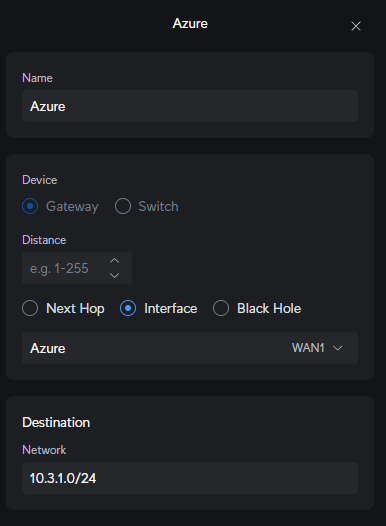 Azure
Name
Azure
Device
Gateway Switch
Distance
e.g. 1-255
Next Hop Interface Black Hole
Azure WAN1
Destination
Network
10.3.1.0/24